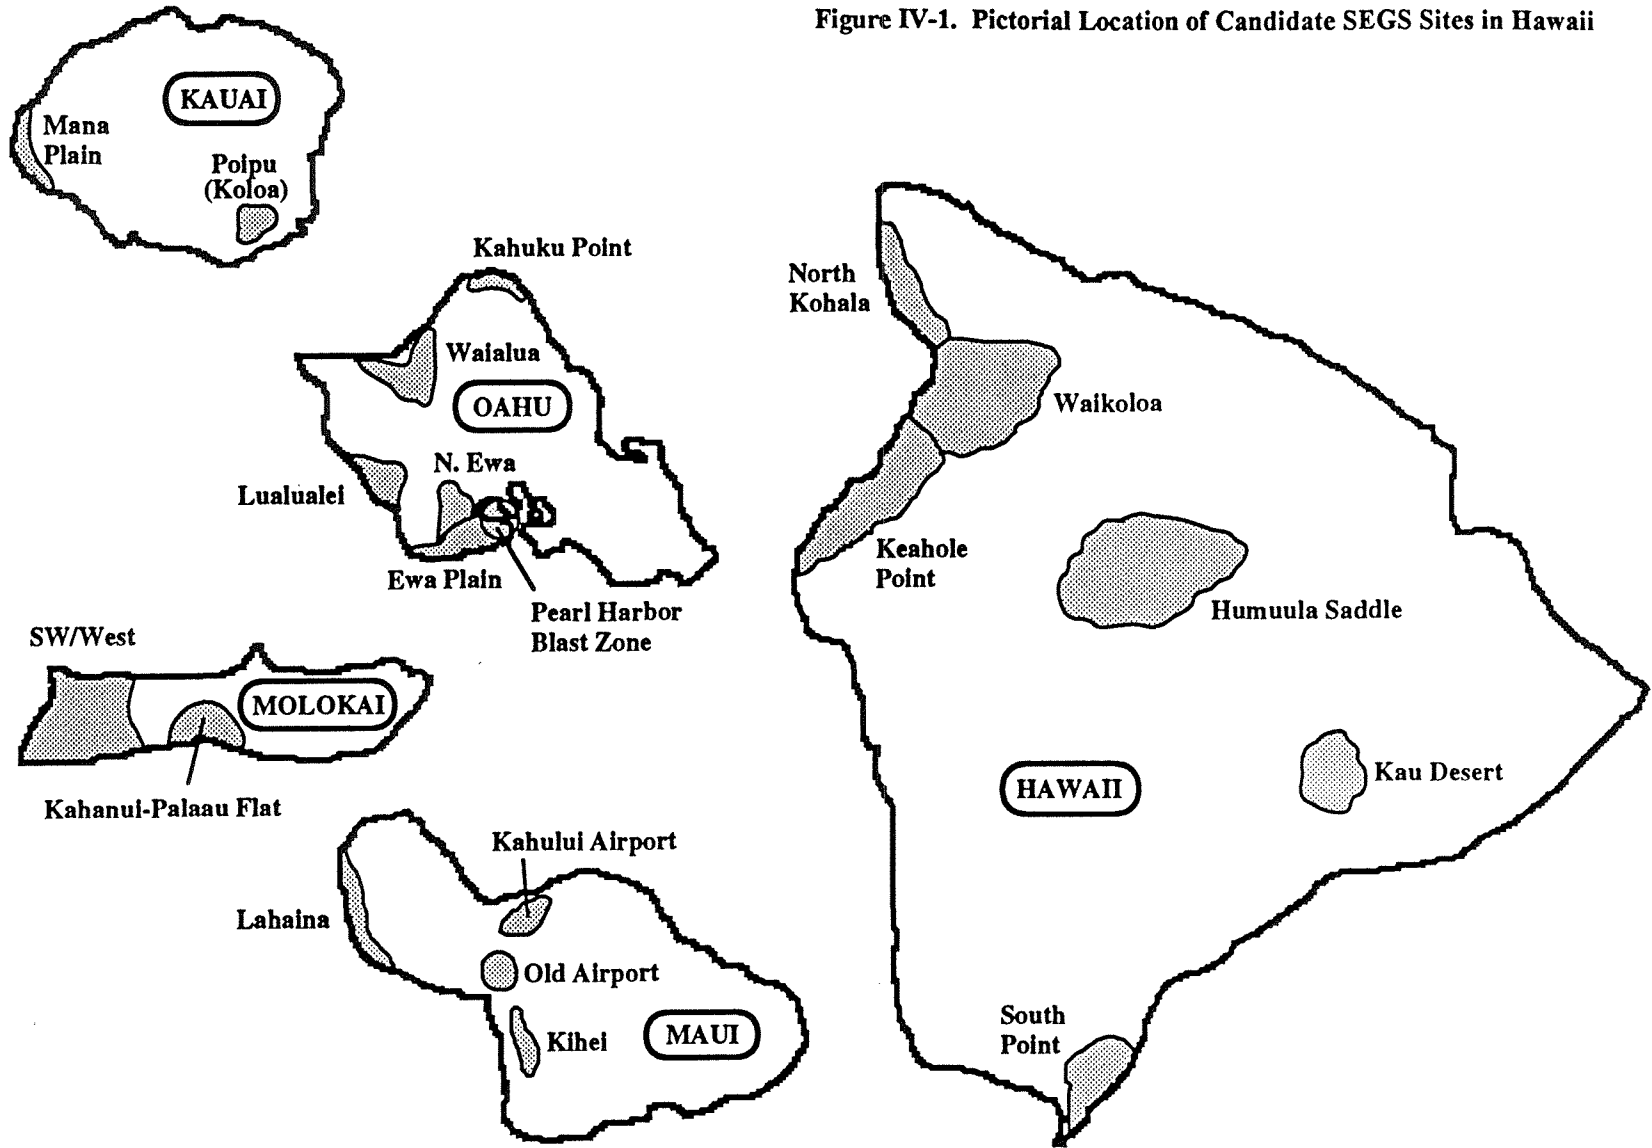 Figure IV-1. Pictorial Location of Candidate SEGS Sites in Hawaii
KAUAI
Mana
Plain
Poipu
(Koloa)
Kahuku Point
Waialua
OAHU
N. Ewa
Lualualei
Ewa Plain
Pearl Harbor
Blast Zone
SW/West
MOLOKAI
Kahanui-Palaau Flat
Kahului Airport
Lahaina
Old Airport
Kihei
MAUI
North
Kohala
Waikoloa
Keahole
Point
Humuula Saddle
Kau Desert
HAWAII
South
Point